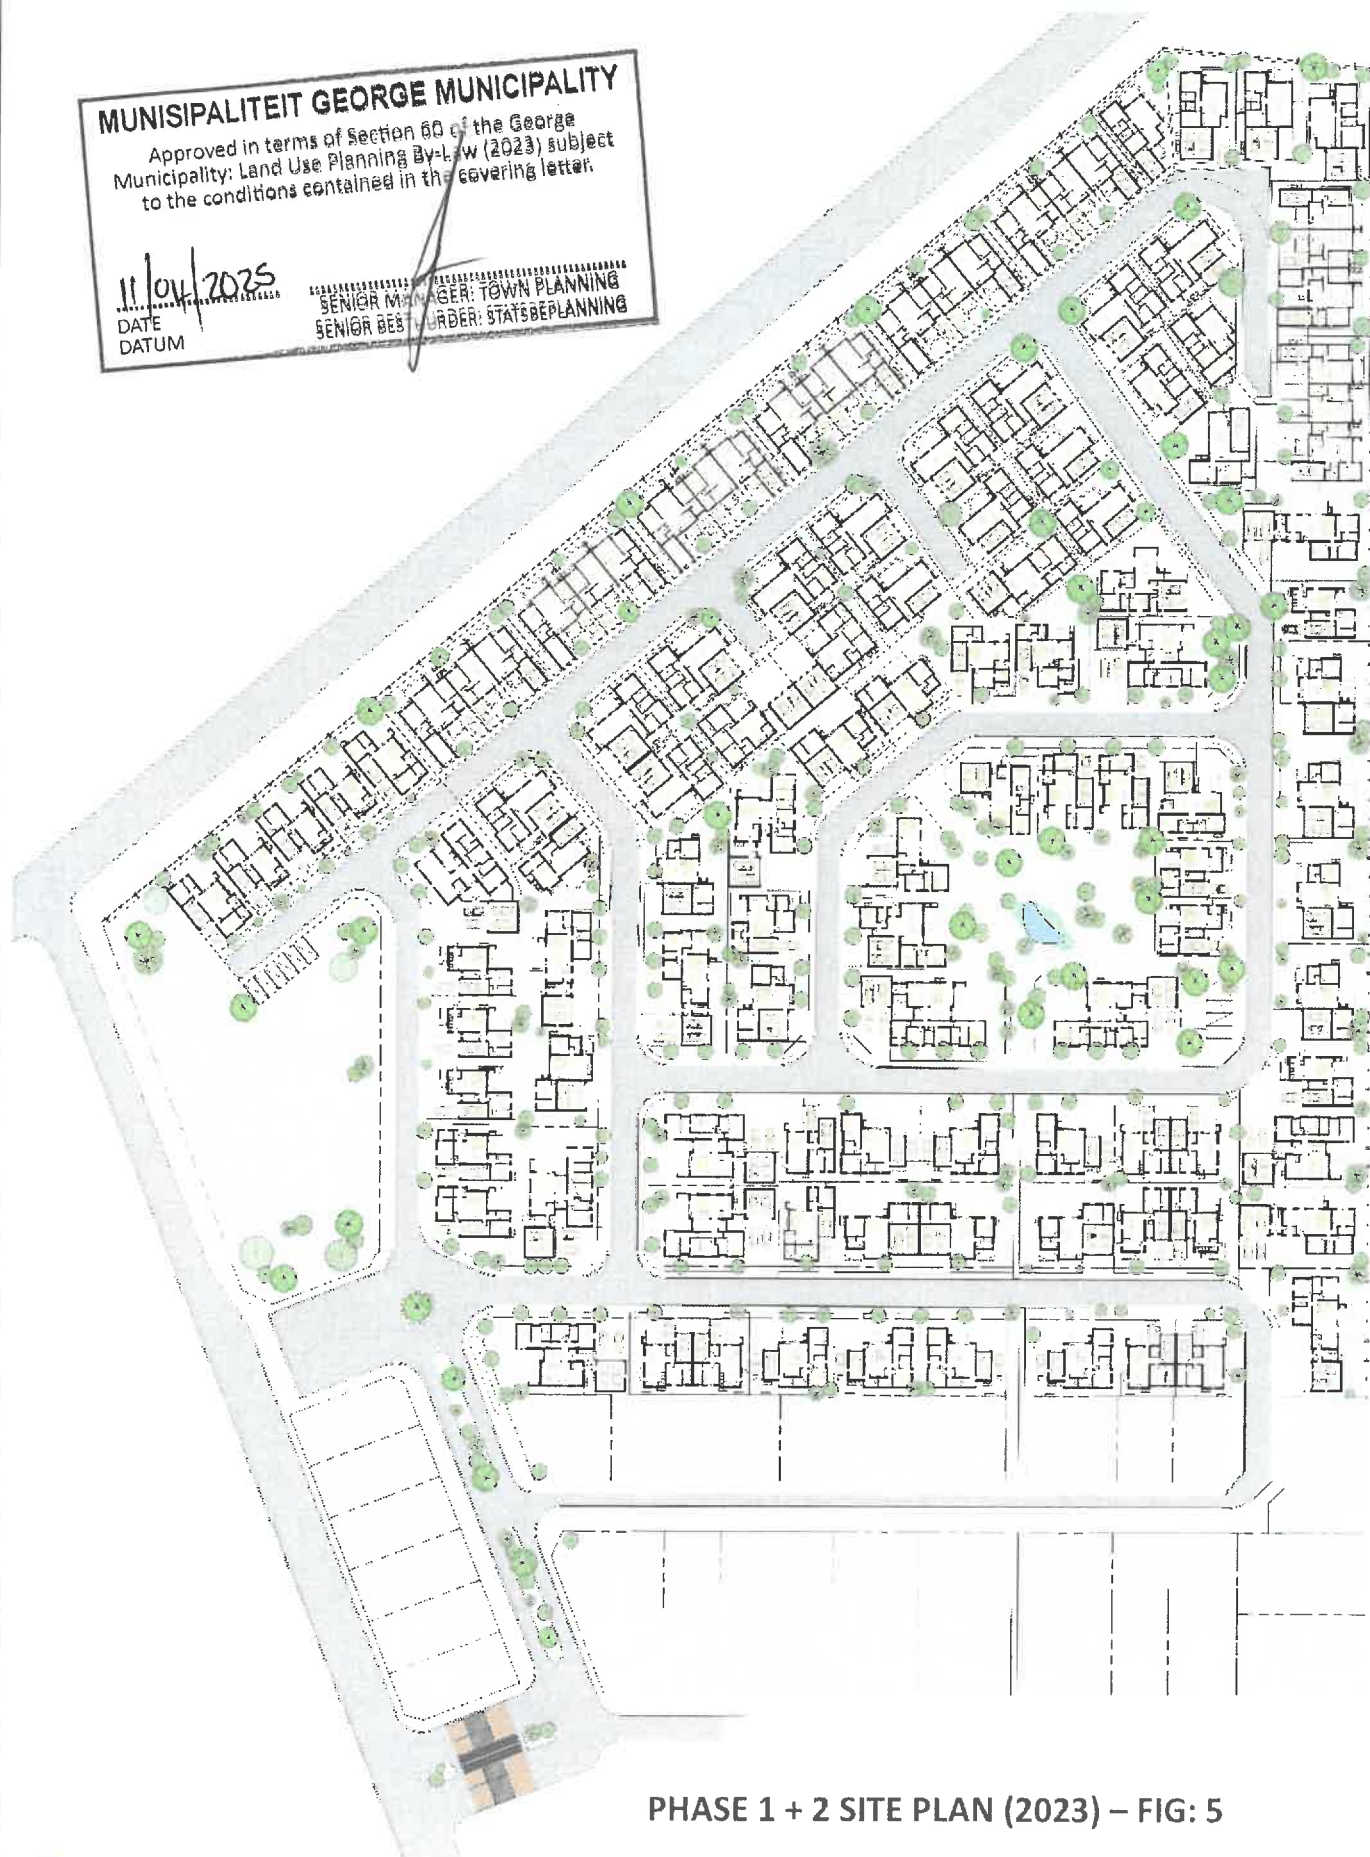 MUNISIPALITEIT GEORGE MUNICIPALITY
Approved in terms of Section 60 of the George
Municipality: Land Use Planning By-Law (2023) subject
to the conditions contained in the covering letter.
11/04/2025
DATE
DATUM
SENIOR MANAGER: TOWN PLANNING
SENIOR BESTUURDER: STATSBEPLANNING
PHASE 1 + 2 SITE PLAN (2023) – FIG: 5